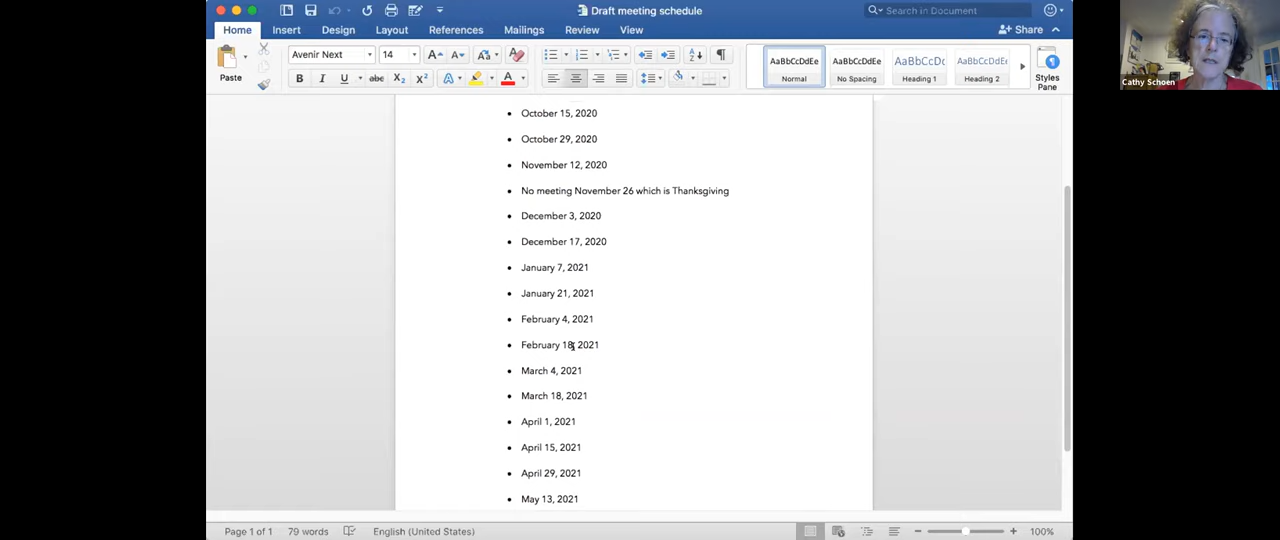 Draft meeting schedule
Search in Document
Home Insert Design Layout References Mailings Review View
Share
Paste
Avenir Next 14
AaBbCcDdEe AaBbCcDdEe AaBbCcDc AaBbCcDdEe
Normal No Spacing Heading 1 Heading 2
Styles Pane
Cathy Schoen
• October 15, 2020
• October 29, 2020
• November 12, 2020
• No meeting November 26 which is Thanksgiving
• December 3, 2020
• December 17, 2020
• January 7, 2021
• January 21, 2021
• February 4, 2021
• February 18, 2021
• March 4, 2021
• March 18, 2021
• April 1, 2021
• April 15, 2021
• April 29, 2021
• May 13, 2021
Page 1 of 1 79 words English (United States) 100%